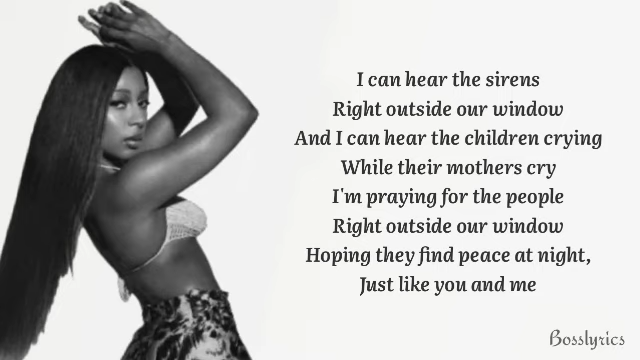 I can hear the sirens
Right outside our window
And I can hear the children crying
While their mothers cry
I'm praying for the people
Right outside our window
Hoping they find peace at night,
Just like you and me
Bosslyrics